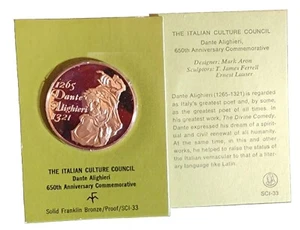 1265
Dante
Alighieri
1321
THE ITALIAN CULTURE COUNCIL
Dante Alighieri
650th Anniversary Commemorative
Solid Franklin Bronze/Proof/SCI-33
THE ITALIAN CULTURE COUNCIL
Dante Alighieri,
650th Anniversary Commemorative
Designer: Mark Aron
Sculptors: T. James Ferrell
Ernest Lauser
Dante Alighieri (1265-1321) is regarded
as Italy's greatest poet and, by some,
as the greatest poet of all times. In
his greatest work, The Divine Comedy,
Dante expressed his dream of a spirit-
ual and civil renewal of all humanity.
At the same time, in this and other
works, he helped to raise the status of
the Italian vernacular to that of a liter-
ary language like Latin.
SCI-33